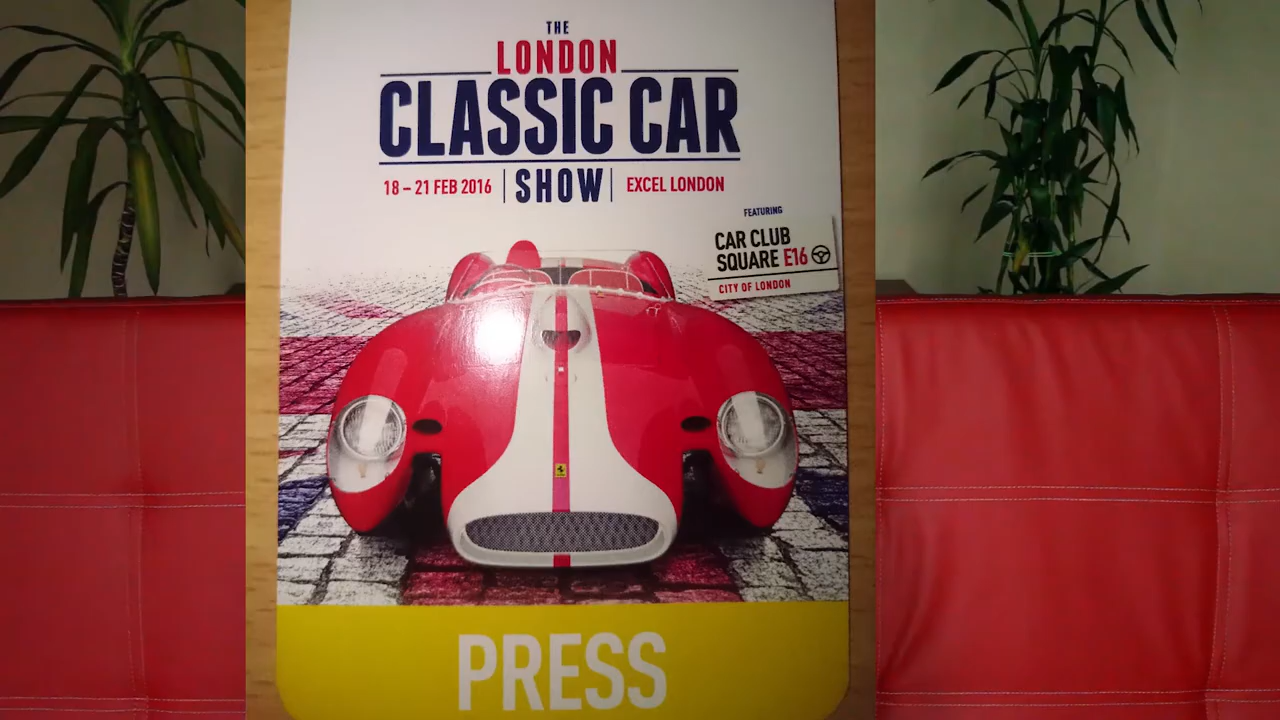 THE
LONDON
CLASSIC CAR
18 – 21 FEB 2016 | SHOW | EXCEL LONDON
FEATURING
CAR CLUB
SQUARE E16
CITY OF LONDON
PRESS